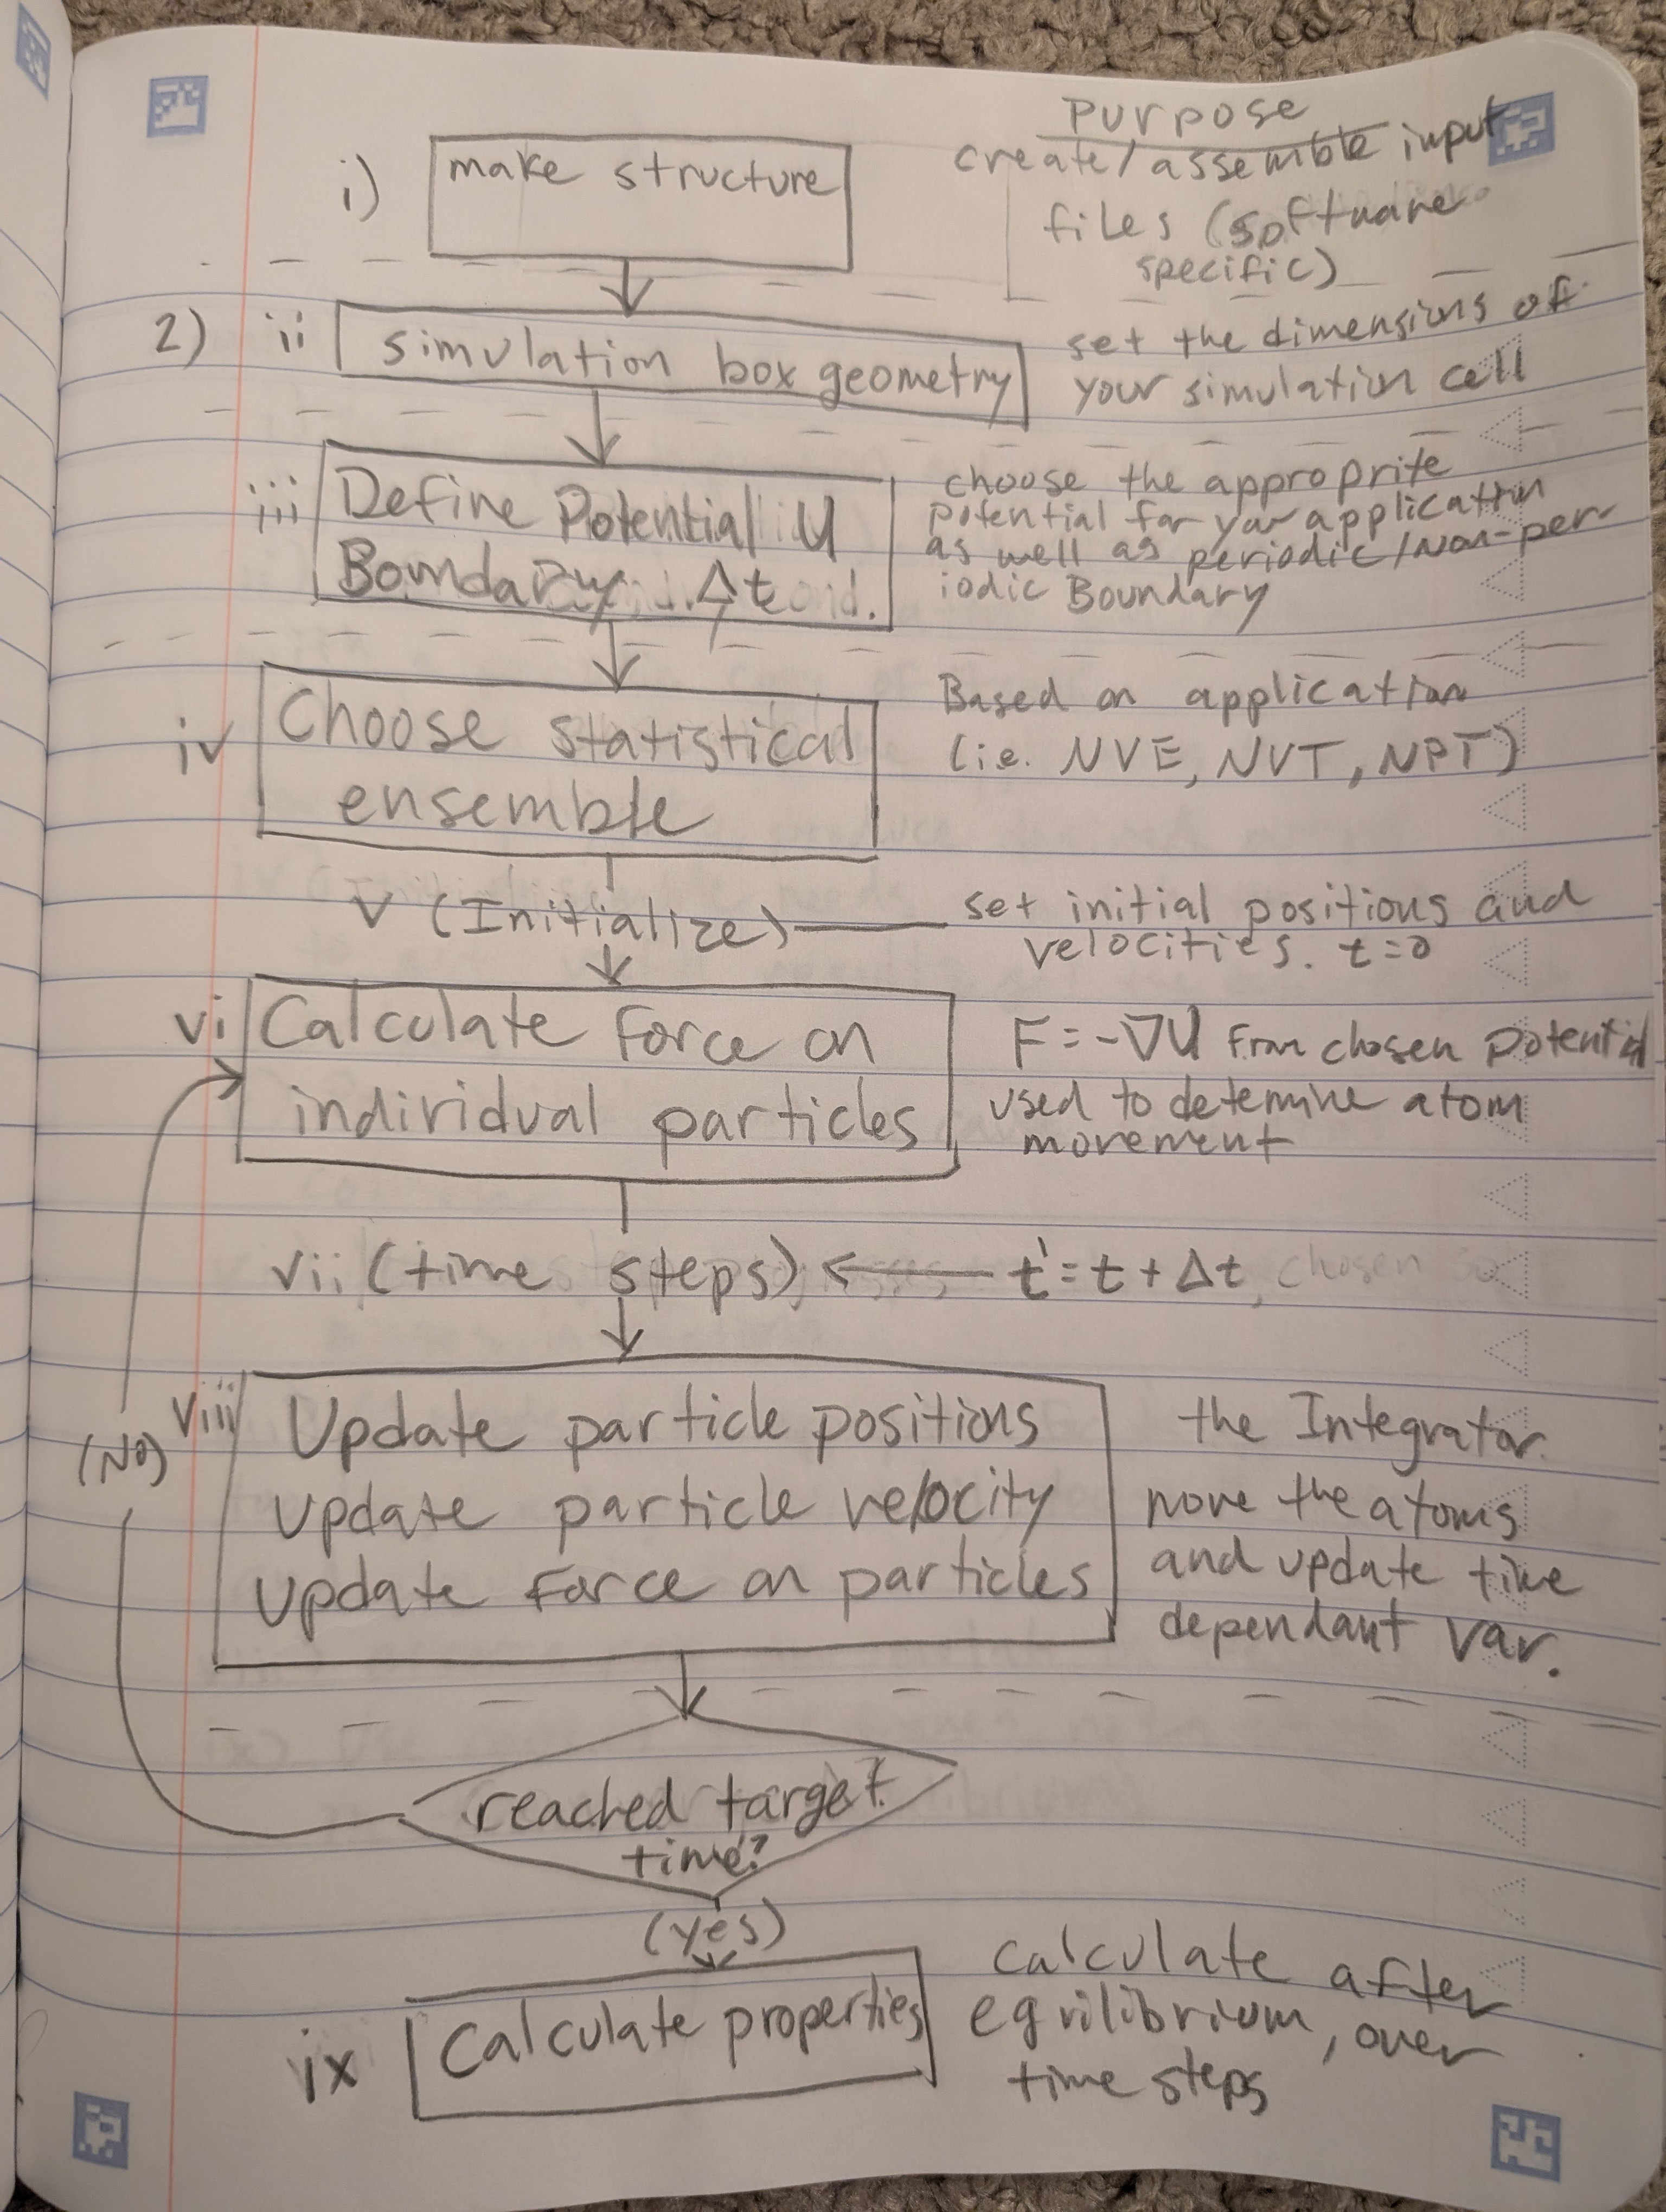 Purpose
i) make structure
create/assemble input
files (software
specific)
2) ii simulation box geometry
set the dimensions of
your simulation cell
iii Define Potential U
Boundary, Δt
choose the approprite
potential for your application
as well as periodic/Non-per-
iodic Boundary
iv Choose statistical
ensemble
Based on application
(i.e. NVE, NVT, NPT)
v (Initialize)
set initial positions and
velocities. t=0
vi Calculate Force on
individual particles
F = -∇U From chosen potential
used to detemine atom
movement
vii (time steps) ← t' = t + Δt
viii Update particle positions
Update particle velocity
Update Force on particles
the Integrator.
move the atoms
and update time
dependant var.
(No)
reached target
time?
(yes)
ix Calculate properties
calculate after
equilibrium, over
time steps